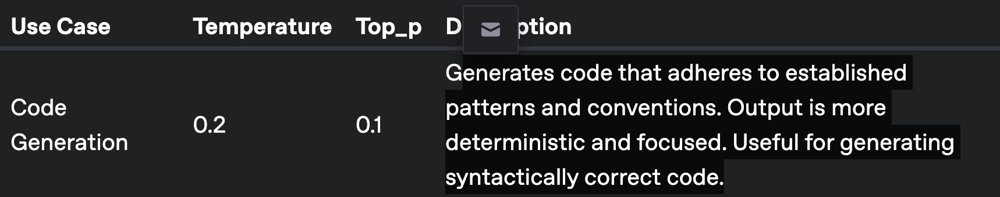 Use Case Temperature Top_p D ption
Code Generation 0.2 0.1 Generates code that adheres to established
patterns and conventions. Output is more
deterministic and focused. Useful for generating
syntactically correct code.